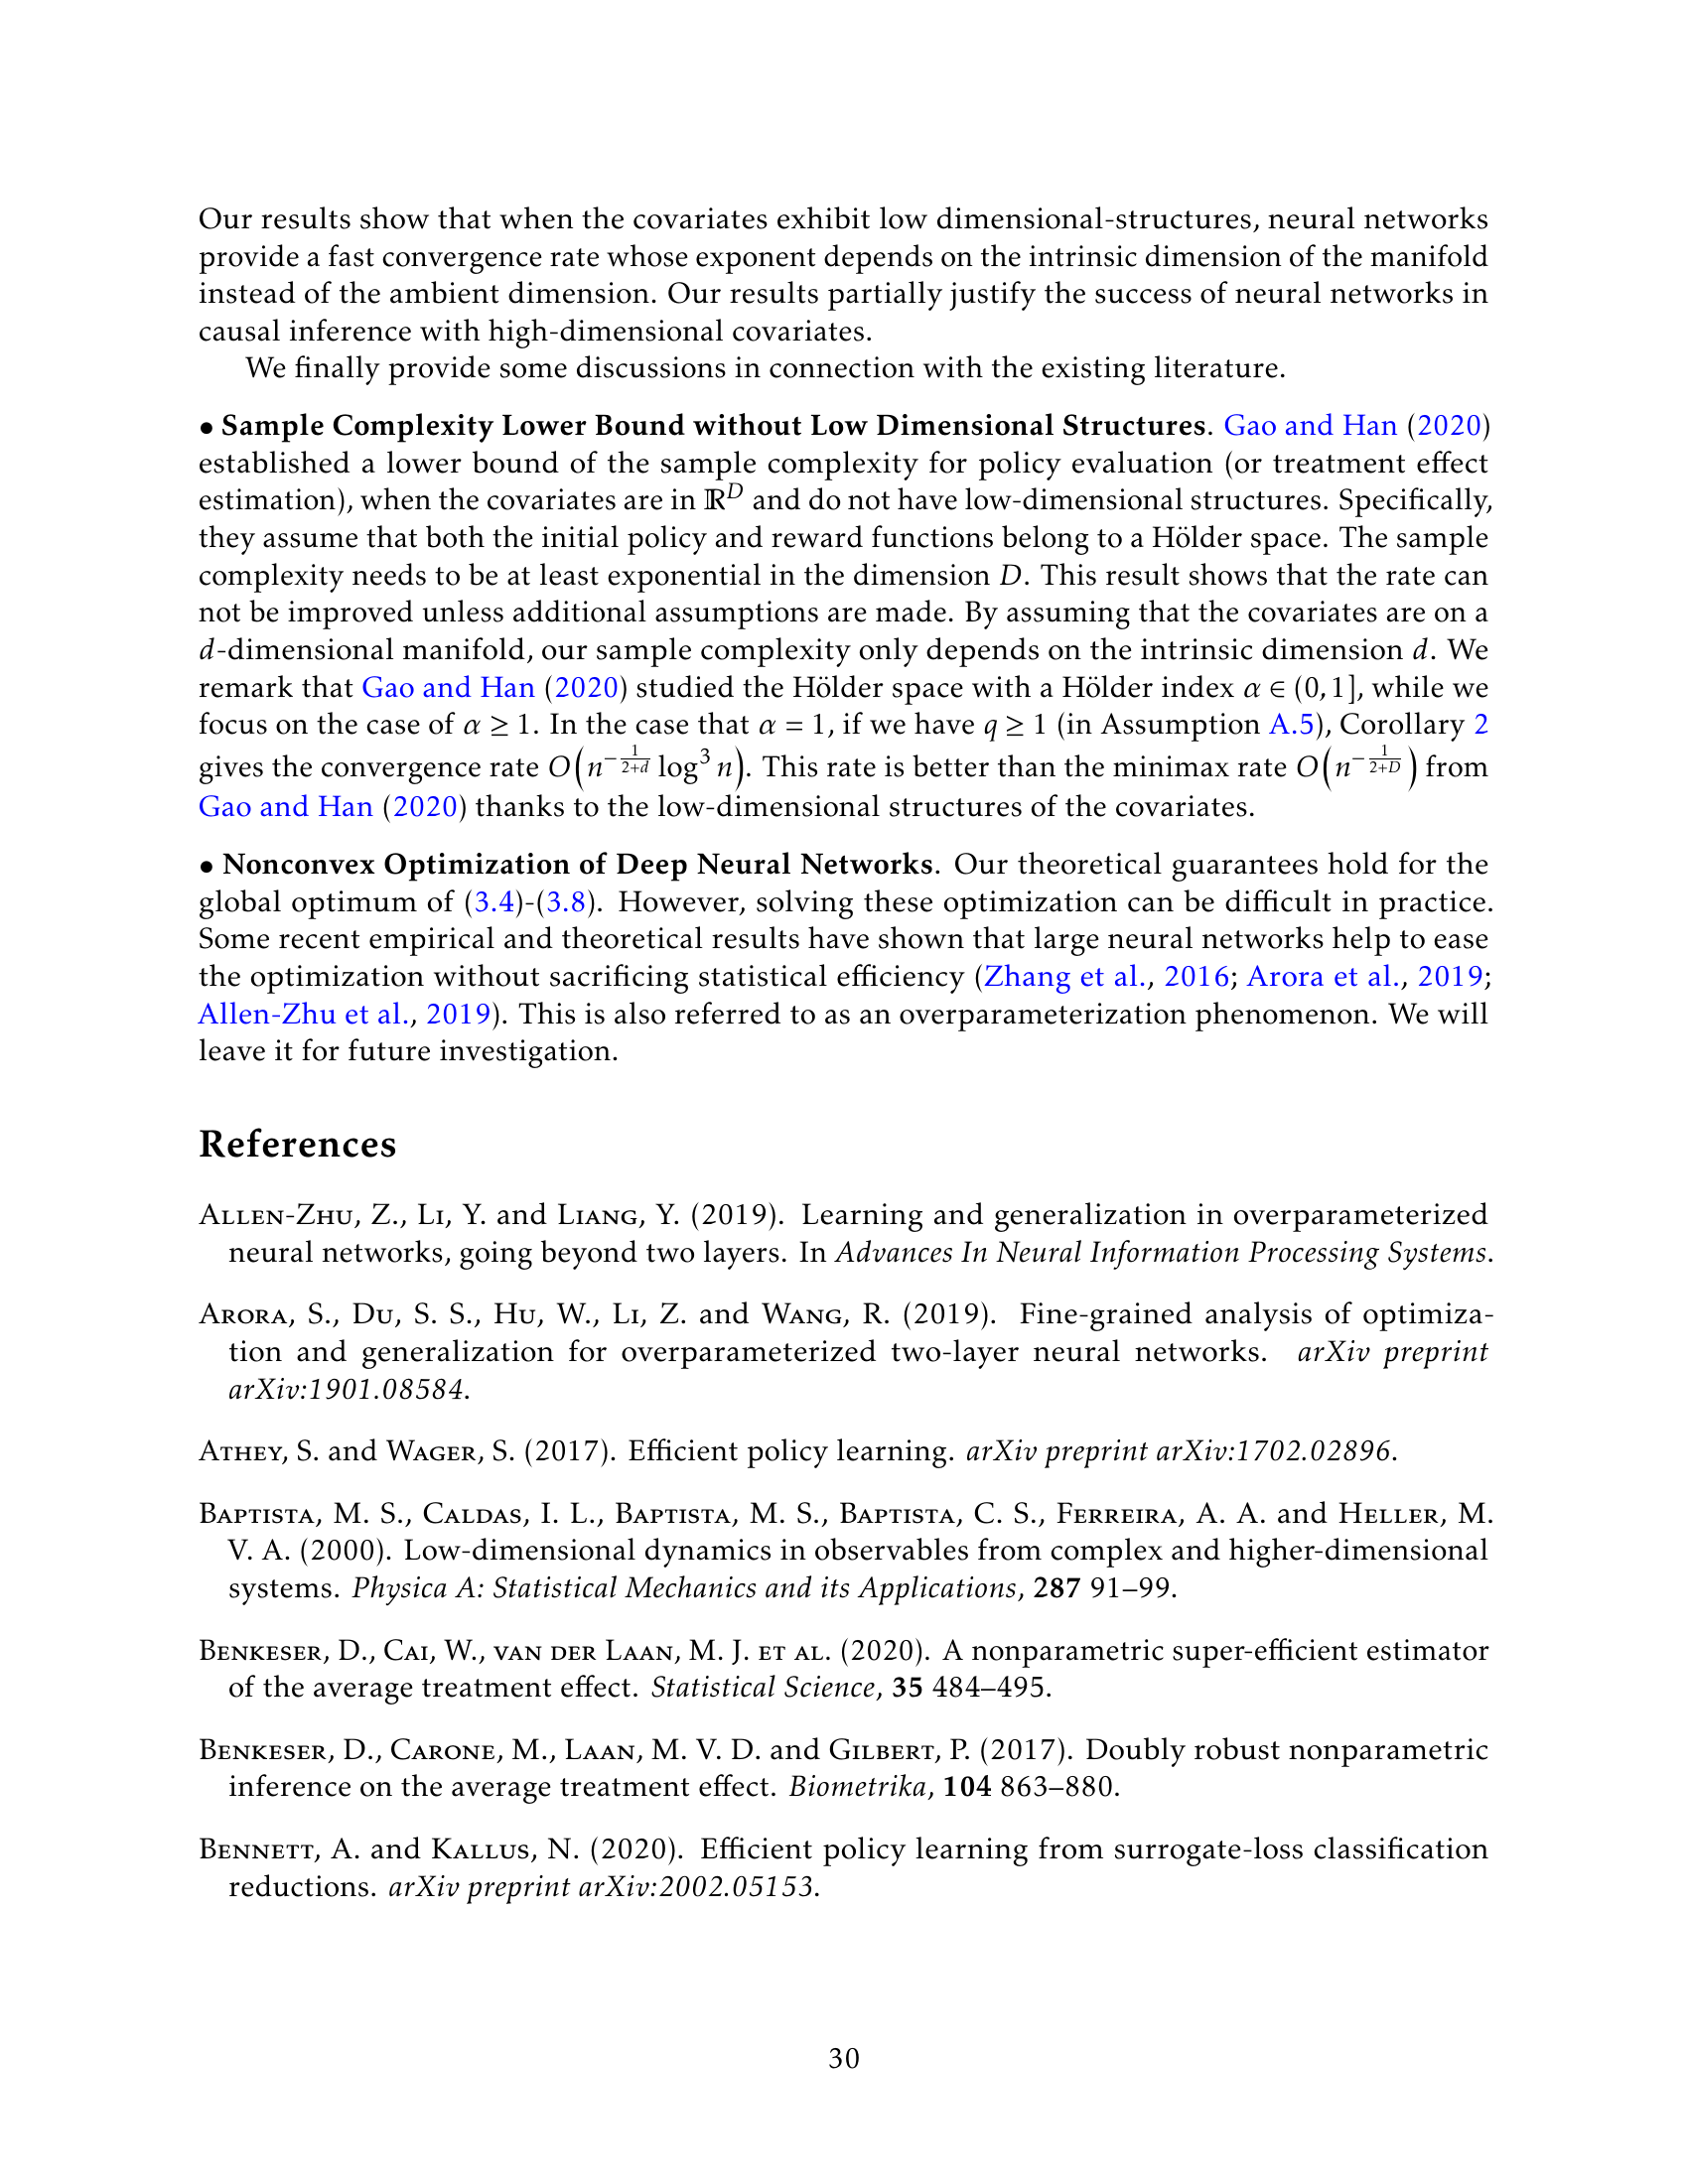 Our results show that when the covariates exhibit low dimensional-structures, neural networks
provide a fast convergence rate whose exponent depends on the intrinsic dimension of the manifold
instead of the ambient dimension. Our results partially justify the success of neural networks in
causal inference with high-dimensional covariates.
We finally provide some discussions in connection with the existing literature.
• Sample Complexity Lower Bound without Low Dimensional Structures. Gao and Han (2020)
established a lower bound of the sample complexity for policy evaluation (or treatment effect
estimation), when the covariates are in ℝ^D and do not have low-dimensional structures. Specifically,
they assume that both the initial policy and reward functions belong to a Hölder space. The sample
complexity needs to be at least exponential in the dimension D. This result shows that the rate can
not be improved unless additional assumptions are made. By assuming that the covariates are on a
d-dimensional manifold, our sample complexity only depends on the intrinsic dimension d. We
remark that Gao and Han (2020) studied the Hölder space with a Hölder index α ∈ (0,1], while we
focus on the case of α ≥ 1. In the case that α = 1, if we have q ≥ 1 (in Assumption A.5), Corollary 2
gives the convergence rate O(n^{-\frac{1}{2+d}} log^3 n). This rate is better than the minimax rate O(n^{-\frac{1}{2+D}}) from
Gao and Han (2020) thanks to the low-dimensional structures of the covariates.
• Nonconvex Optimization of Deep Neural Networks. Our theoretical guarantees hold for the
global optimum of (3.4)-(3.8). However, solving these optimization can be difficult in practice.
Some recent empirical and theoretical results have shown that large neural networks help to ease
the optimization without sacrificing statistical efficiency (Zhang et al., 2016; Arora et al., 2019;
Allen-Zhu et al., 2019). This is also referred to as an overparameterization phenomenon. We will
leave it for future investigation.
References
Allen-Zhu, Z., Li, Y. and Liang, Y. (2019). Learning and generalization in overparameterized
neural networks, going beyond two layers. In Advances In Neural Information Processing Systems.
Arora, S., Du, S. S., Hu, W., Li, Z. and Wang, R. (2019). Fine-grained analysis of optimiza-
tion and generalization for overparameterized two-layer neural networks. arXiv preprint
arXiv:1901.08584.
Athey, S. and Wager, S. (2017). Efficient policy learning. arXiv preprint arXiv:1702.02896.
Baptista, M. S., Caldas, I. L., Baptista, M. S., Baptista, C. S., Ferreira, A. A. and Heller, M.
V. A. (2000). Low-dimensional dynamics in observables from complex and higher-dimensional
systems. Physica A: Statistical Mechanics and its Applications, 287 91–99.
Benkeser, D., Cai, W., van der Laan, M. J. et al. (2020). A nonparametric super-efficient estimator
of the average treatment effect. Statistical Science, 35 484–495.
Benkeser, D., Carone, M., Laan, M. V. D. and Gilbert, P. (2017). Doubly robust nonparametric
inference on the average treatment effect. Biometrika, 104 863–880.
Bennett, A. and Kallus, N. (2020). Efficient policy learning from surrogate-loss classification
reductions. arXiv preprint arXiv:2002.05153.
30